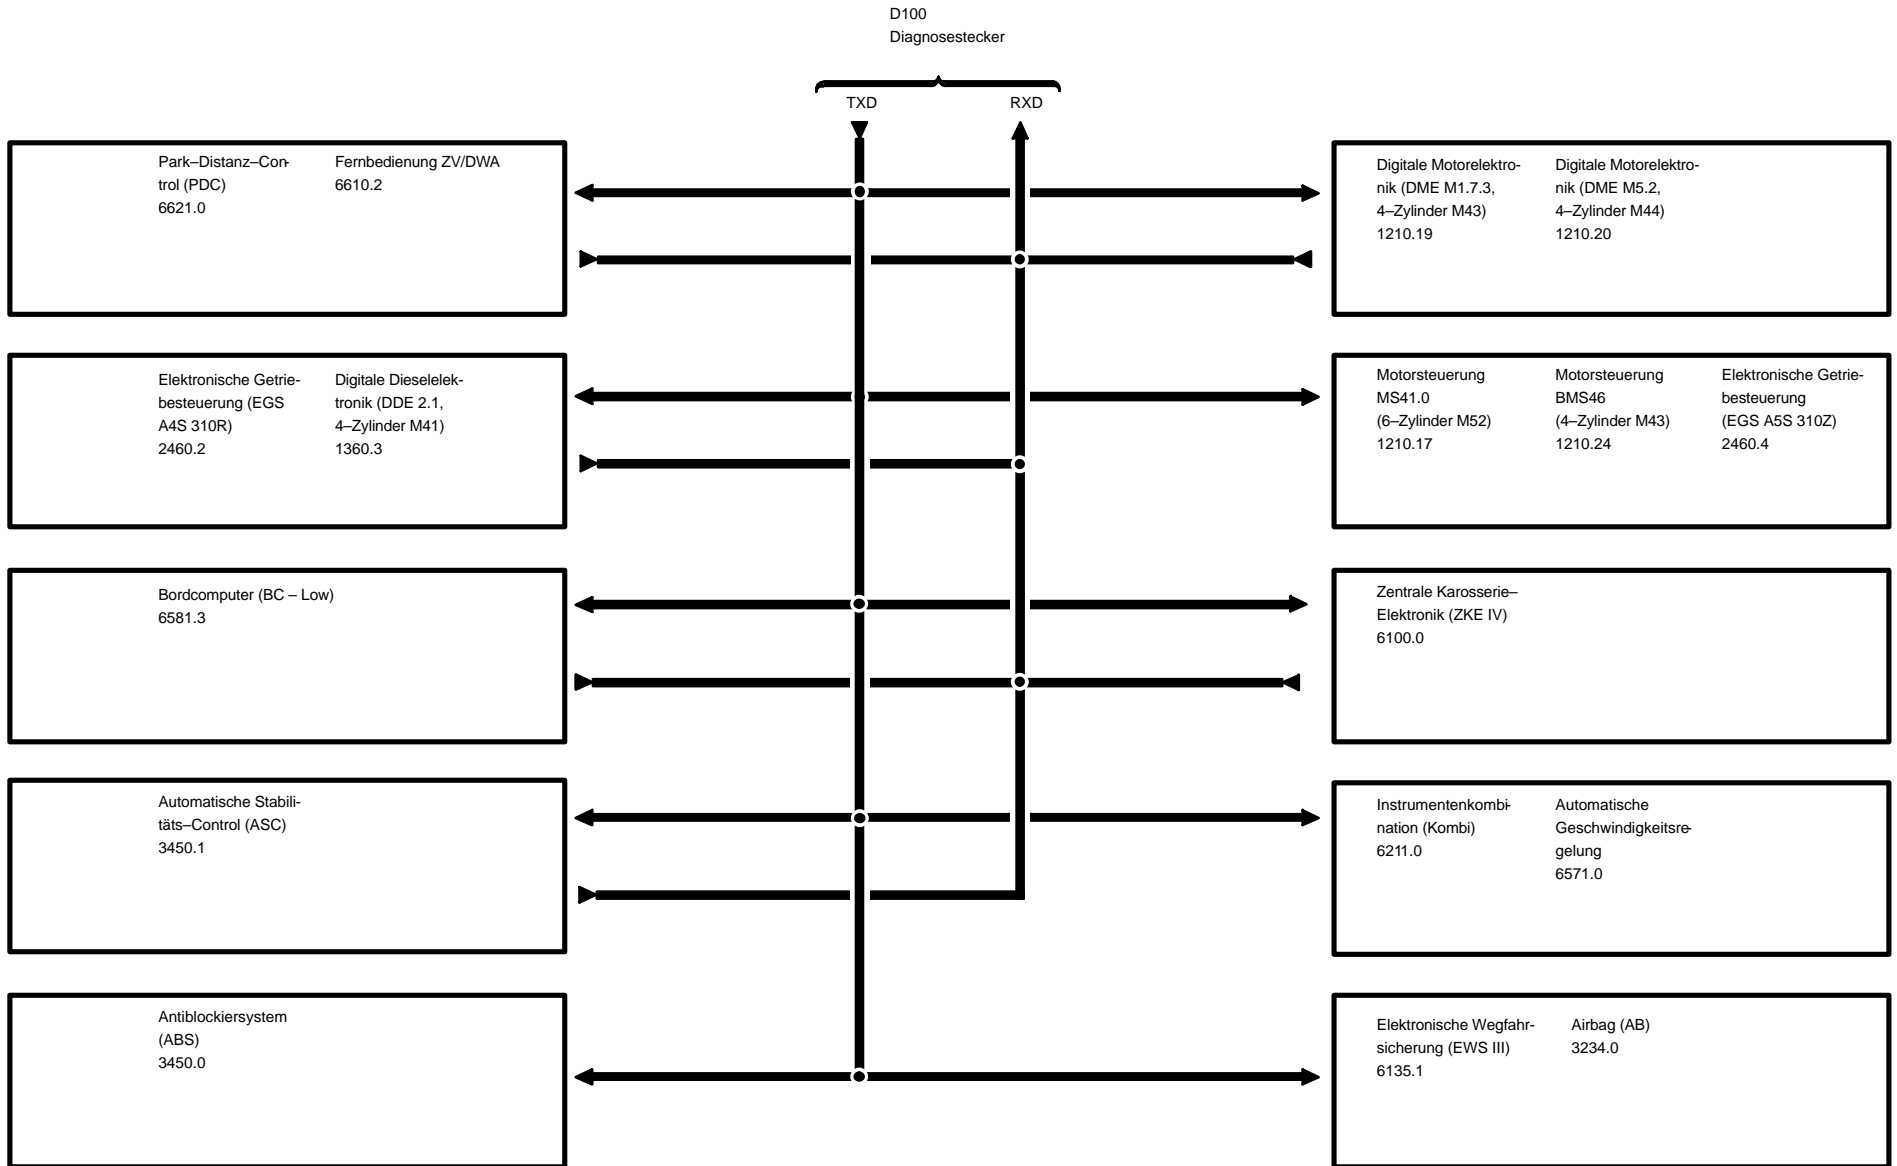 D100
Diagnosestecker
TXD
RXD
Park–Distanz–Con-
trol (PDC)
6621.0
Fernbedienung ZV/DWA
6610.2
Digitale Motorelektro-
nik (DME M1.7.3,
4–Zylinder M43)
1210.19
Digitale Motorelektro-
nik (DME M5.2,
4–Zylinder M44)
1210.20
Elektronische Getrie-
besteuerung (EGS
A4S 310R)
2460.2
Digitale Dieselelek-
tronik (DDE 2.1,
4–Zylinder M41)
1360.3
Motorsteuerung
MS41.0
(6–Zylinder M52)
1210.17
Motorsteuerung
BMS46
(4–Zylinder M43)
1210.24
Elektronische Getrie-
besteuerung
(EGS A5S 310Z)
2460.4
Bordcomputer (BC – Low)
6581.3
Zentrale Karosserie–
Elektronik (ZKE IV)
6100.0
Automatische Stabili-
täts–Control (ASC)
3450.1
Instrumentenkombi-
nation (Kombi)
6211.0
Automatische
Geschwindigkeitsre-
gelung
6571.0
Antiblockiersystem
(ABS)
3450.0
Elektronische Wegfahr-
sicherung (EWS III)
6135.1
Airbag (AB)
3234.0